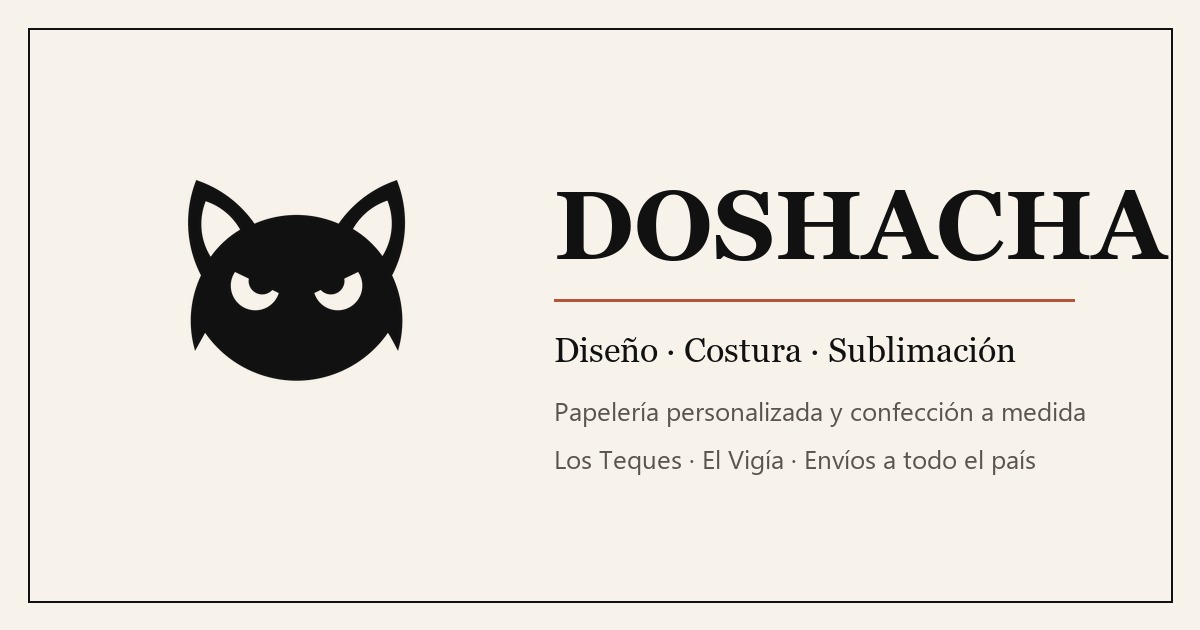 DOSHACHA
Diseño · Costura · Sublimación
Papelería personalizada y confección a medida
Los Teques · El Vigía · Envíos a todo el país